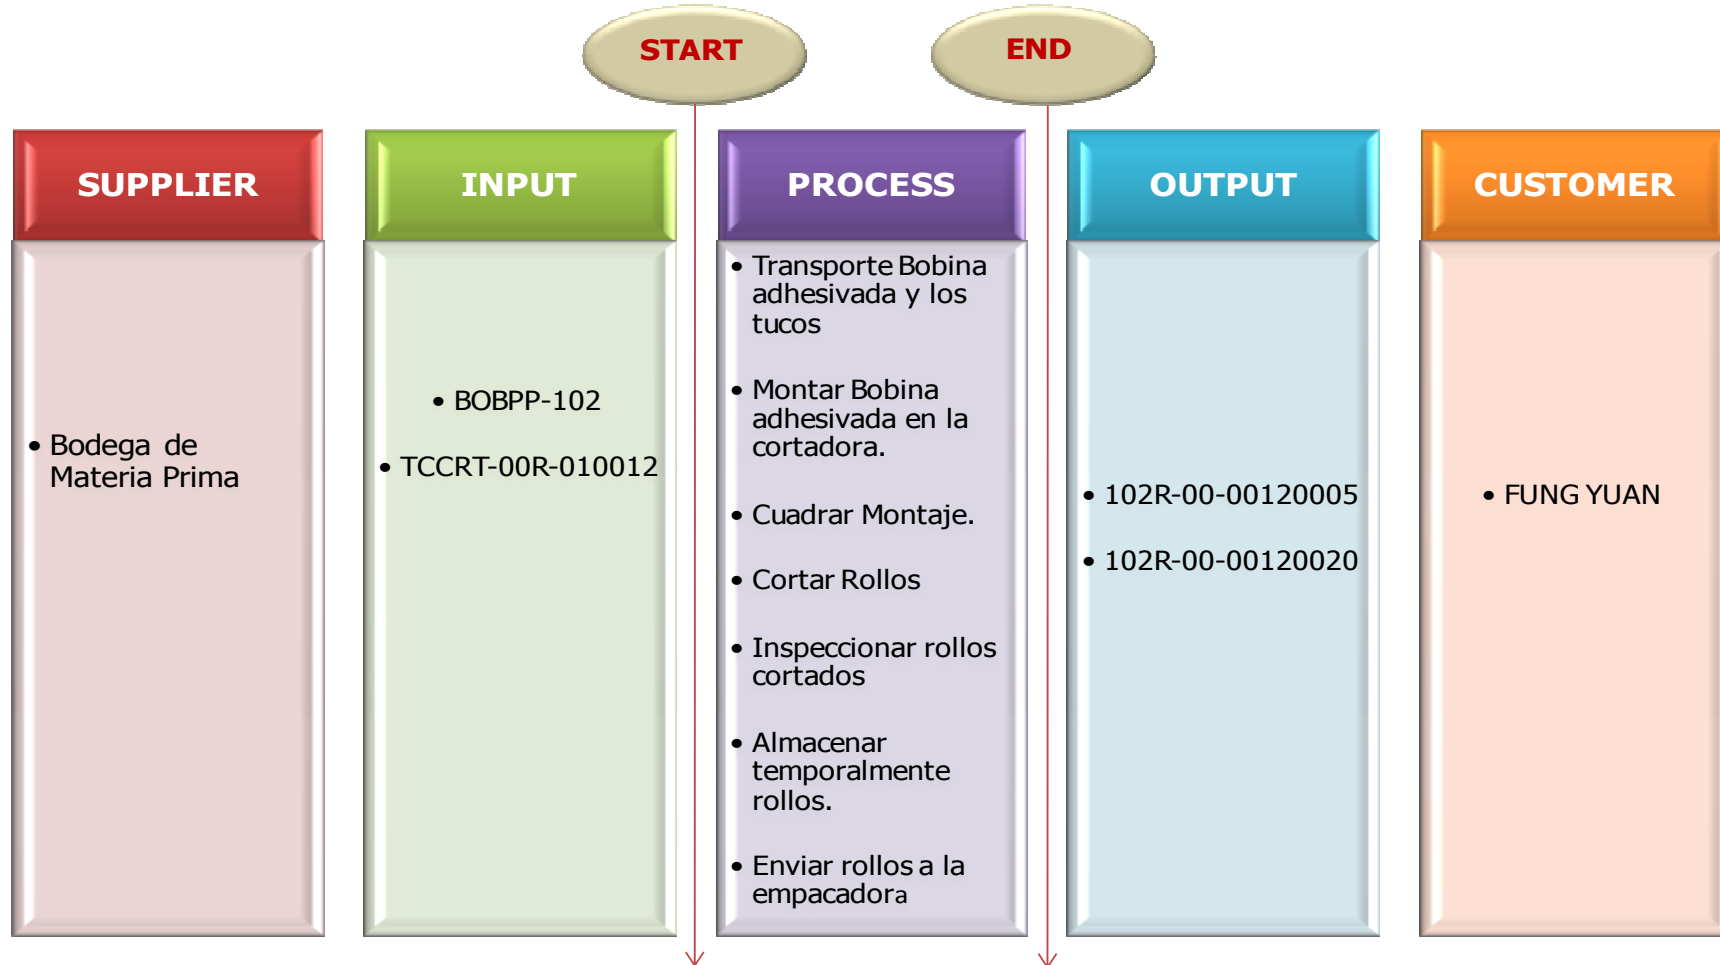 START
END
SUPPLIER
INPUT
PROCESS
OUTPUT
CUSTOMER
• Bodega de
Materia Prima
• BOBPP-102
• TCCRT-00R-010012
• Transporte Bobina
adhesivada y los
tucos
• Montar Bobina
adhesivada en la
cortadora.
• Cuadrar Montaje.
• Cortar Rollos
• Inspeccionar rollos
cortados
• Almacenar
temporalmente
rollos.
• Enviar rollos a la
empacadora
• 102R-00-00120005
• 102R-00-00120020
• FUNG YUAN